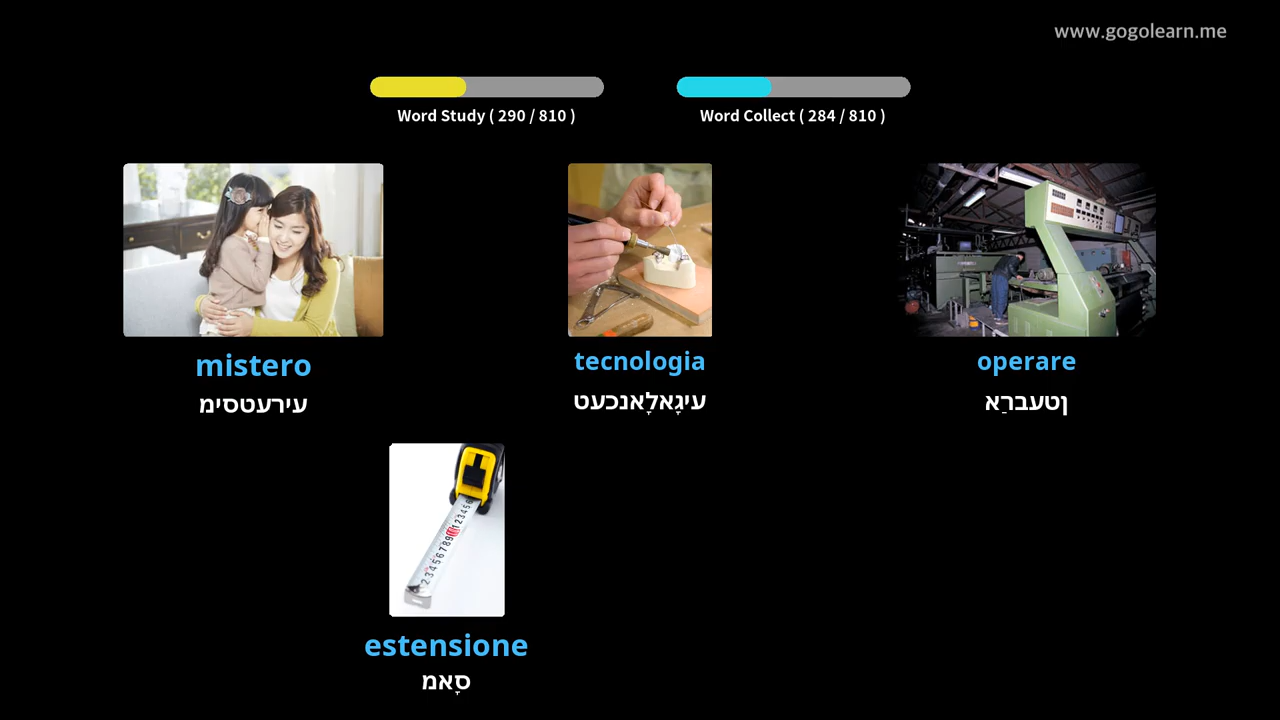 www.gogolearn.me
Word Study ( 290 / 810 )
Word Collect ( 284 / 810 )
mistero
עירעטסימ
tecnologia
עיגָאלָאנכעט
operare
ןטעברַא
estensione
סָאמ